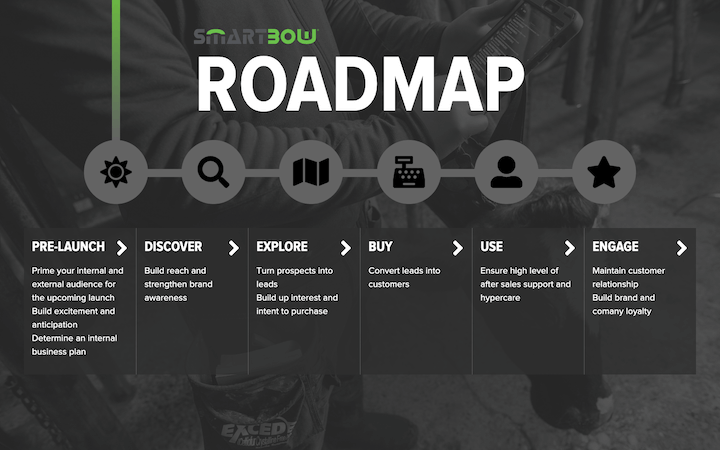 SMARTBOW
ROADMAP
PRE-LAUNCH
Prime your internal and
external audience for
the upcoming launch
Build excitement and
anticipation
Determine an internal
business plan
DISCOVER
Build reach and
strengthen brand
awareness
EXPLORE
Turn prospects into
leads
Build up interest and
intent to purchase
BUY
Convert leads into
customers
USE
Ensure high level of
after sales support and
hypercare
ENGAGE
Maintain customer
relationship
Build brand and
comany loyalty
EXCEDE